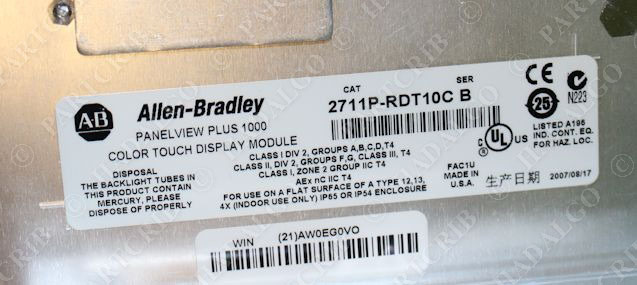 AB
Allen-Bradley
PANELVIEW PLUS 1000
COLOR TOUCH DISPLAY MODULE
DISPOSAL
THE BACKLIGHT TUBES IN
THIS PRODUCT CONTAIN
MERCURY, PLEASE
DISPOSE OF PROPERLY
CAT SER
2711P-RDT10C B
CLASS I DIV 2, GROUPS A,B,C,D, T4
CLASS II, DIV 2, GROUPS F,G, CLASS III, T4
CLASS I, ZONE 2 GROUP IIC T4
AEx nC IIC T4
FOR USE ON A FLAT SURFACE OF A TYPE 12,13,
4X (INDOOR USE ONLY) IP65 OR IP54 ENCLOSURE
CE
25
N223
C UL US
LISTED A196
IND. CONT. EQ.
FOR HAZ. LOC.
FAC1U
MADE IN
U.S.A.
生产日期 2007/08/17
WIN (21)AW0EG0VO
PARTCRIB
HIDALGO